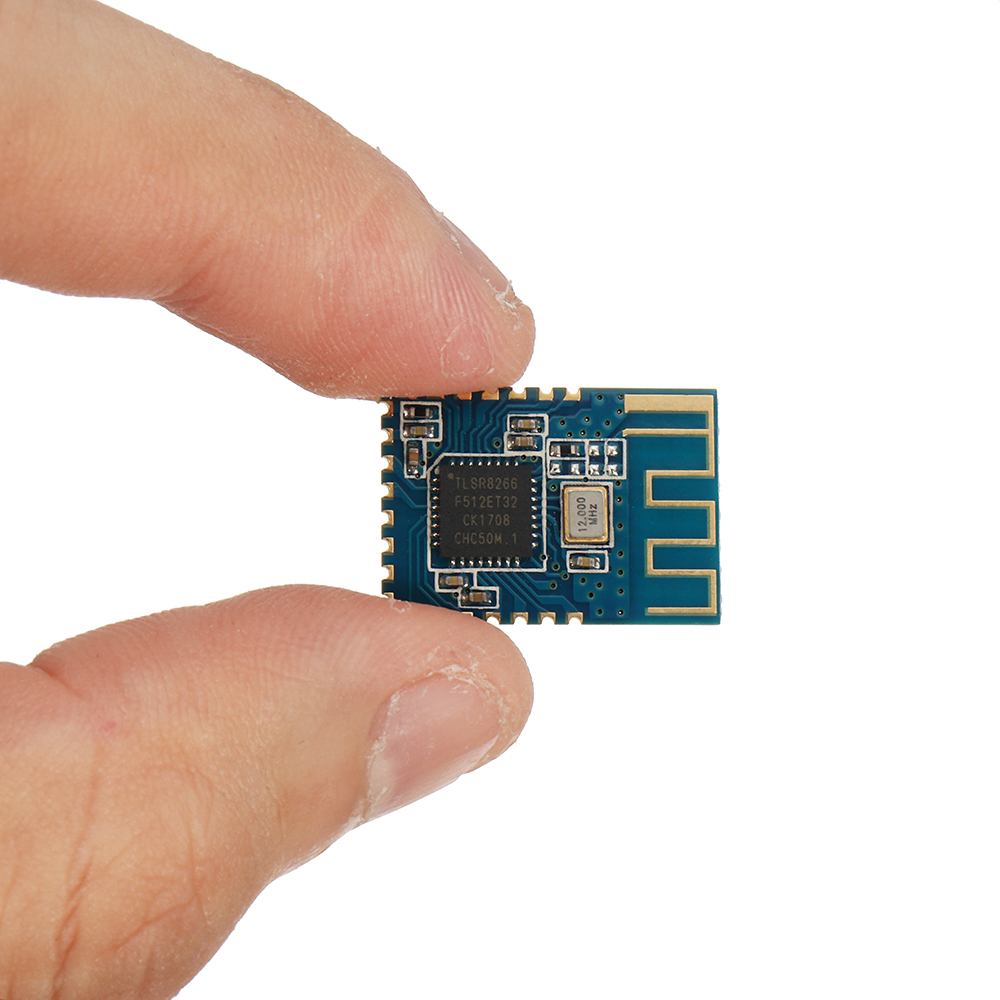 TLSR8266
F512ET32
CK1708
CHC50M.1
12.000
MHz